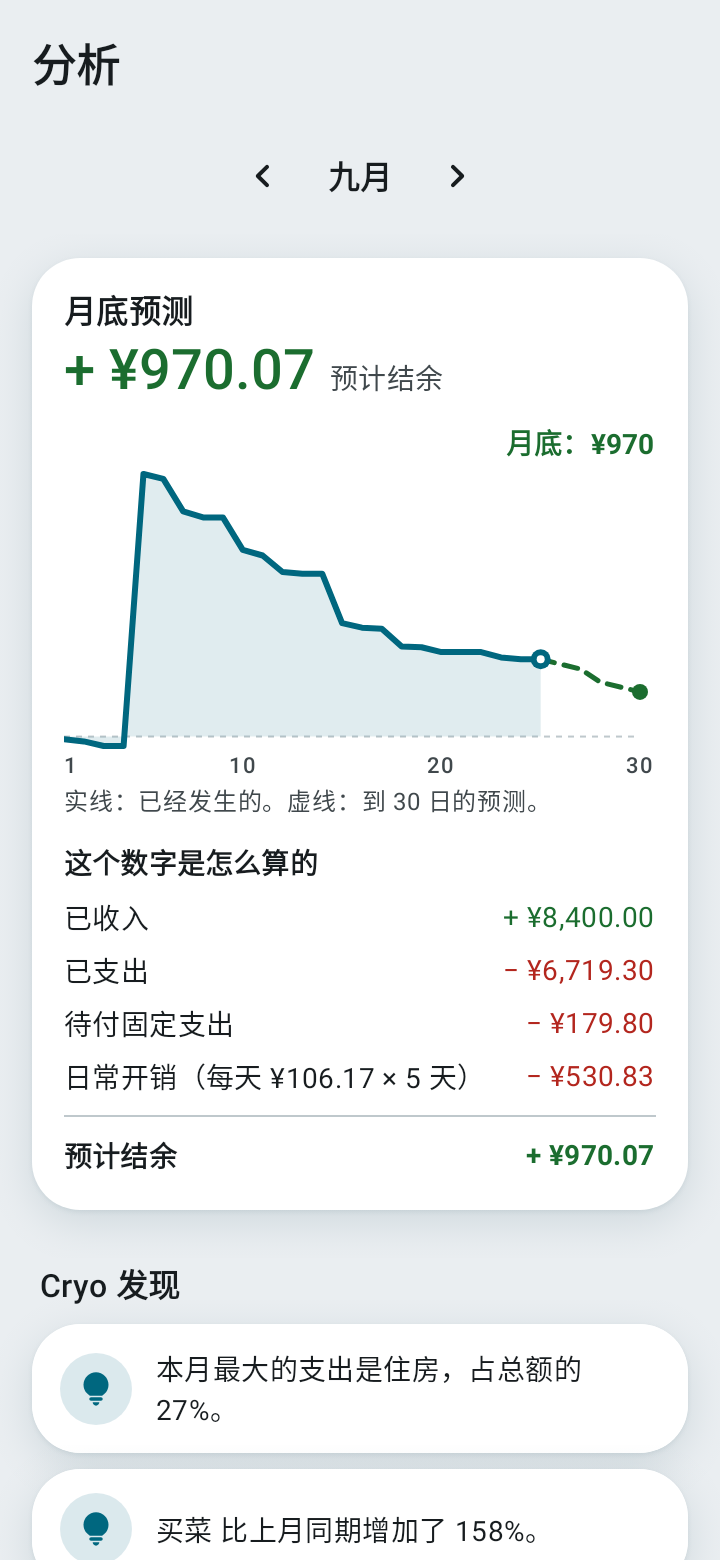 分析
九月
月底预测
+ ¥970.07 预计结余
月底：¥970
1 10 20 30
实线：已经发生的。虚线：到 30 日的预测。
这个数字是怎么算的
已收入 + ¥8,400.00
已支出 − ¥6,719.30
待付固定支出 − ¥179.80
日常开销（每天 ¥106.17 × 5 天） − ¥530.83
预计结余 + ¥970.07
Cryo 发现
本月最大的支出是住房，占总额的
27%。
买菜 比上月同期增加了 158%。